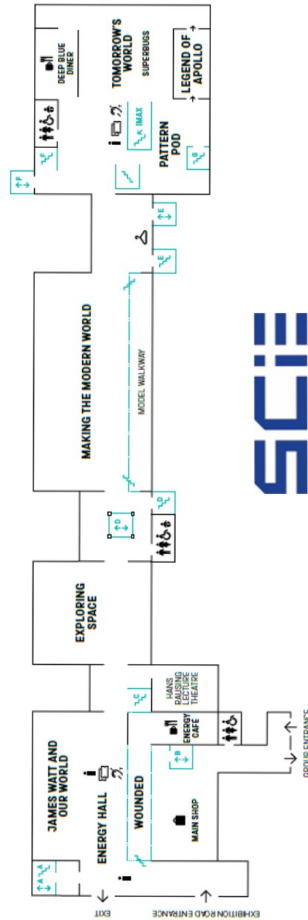 DEEP BLUE
DINER
TOMORROW'S
WORLD
SUPERBUGS
LEGEND OF
APOLLO
IMAX
PATTERN
POD
F
F
G
E
E
MAKING THE MODERN WORLD
MODEL WALKWAY
D
D
EXPLORING
SPACE
HANS
RAUSING
LECTURE
THEATRE
C
ENERGY
CAFÉ
B
JAMES WATT AND
OUR WORLD
ENERGY HALL
WOUNDED
MAIN SHOP
A
A
EXIT
EXHIBITION ROAD ENTRANCE
GROUP ENTRANCE
SCIE